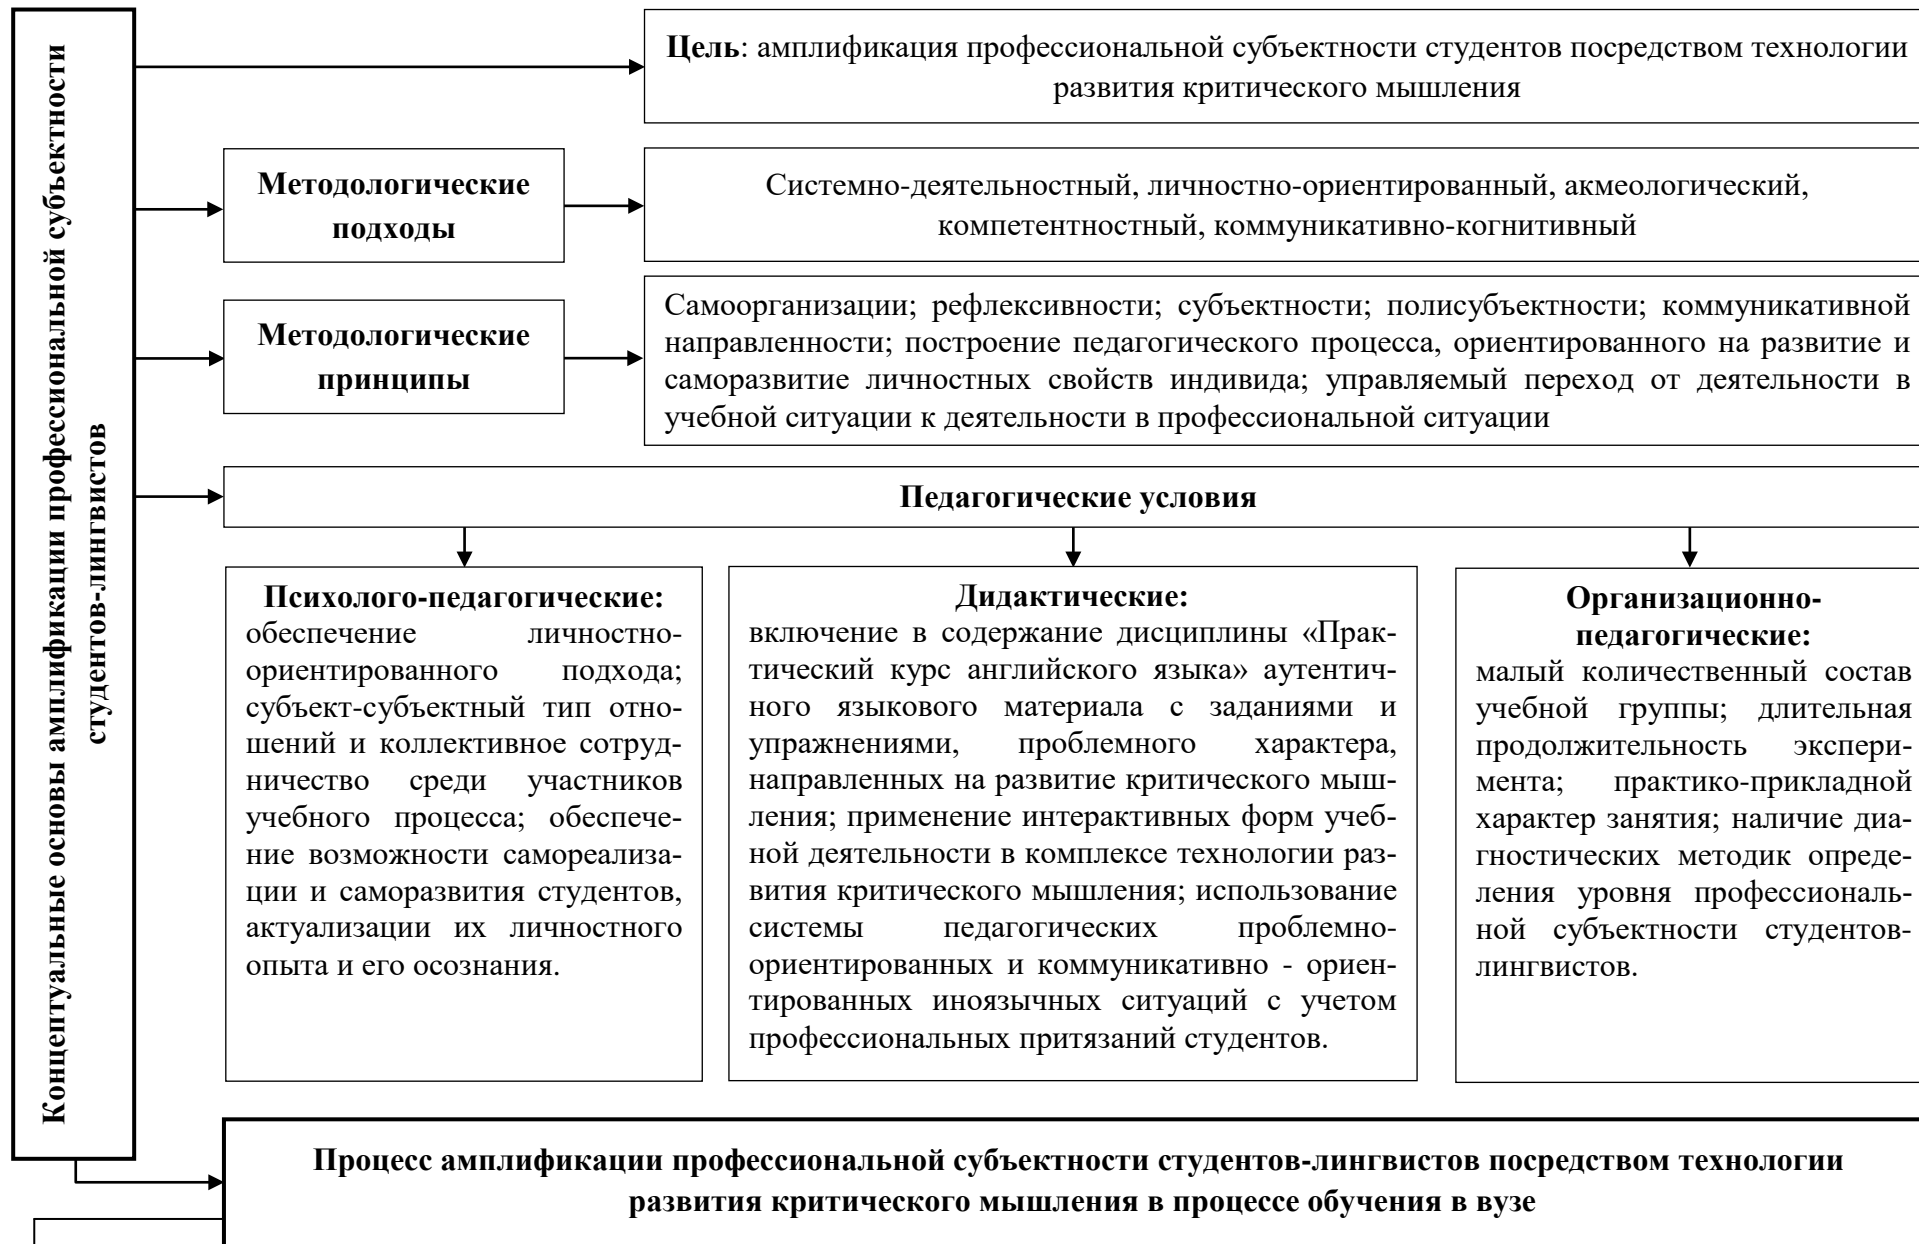 Концептуальные основы амплификации профессиональной субъектности
студентов-лингвистов
Цель: амплификация профессиональной субъектности студентов посредством технологии
развития критического мышления
Методологические
подходы
Системно-деятельностный, личностно-ориентированный, акмеологический,
компетентностный, коммуникативно-когнитивный
Методологические
принципы
Самоорганизации; рефлексивности; субъектности; полисубъектности; коммуникативной
направленности; построение педагогического процесса, ориентированного на развитие и
саморазвитие личностных свойств индивида; управляемый переход от деятельности в
учебной ситуации к деятельности в профессиональной ситуации
Педагогические условия
Психолого-педагогические:
обеспечение личностно-
ориентированного подхода;
субъект-субъектный тип отно-
шений и коллективное сотруд-
ничество среди участников
учебного процесса; обеспече-
ние возможности самореализа-
ции и саморазвития студентов,
актуализации их личностного
опыта и его осознания.
Дидактические:
включение в содержание дисциплины «Прак-
тический курс английского языка» аутентич-
ного языкового материала с заданиями и
упражнениями, проблемного характера,
направленных на развитие критического мыш-
ления; применение интерактивных форм учеб-
ной деятельности в комплексе технологии раз-
вития критического мышления; использование
системы педагогических проблемно-
ориентированных и коммуникативно - ориен-
тированных иноязычных ситуаций с учетом
профессиональных притязаний студентов.
Организационно-
педагогические:
малый количественный состав
учебной группы; длительная
продолжительность экспери-
мента; практико-прикладной
характер занятия; наличие диа-
гностических методик опреде-
ления уровня профессиональ-
ной субъектности студентов-
лингвистов.
Процесс амплификации профессиональной субъектности студентов-лингвистов посредством технологии
развития критического мышления в процессе обучения в вузе